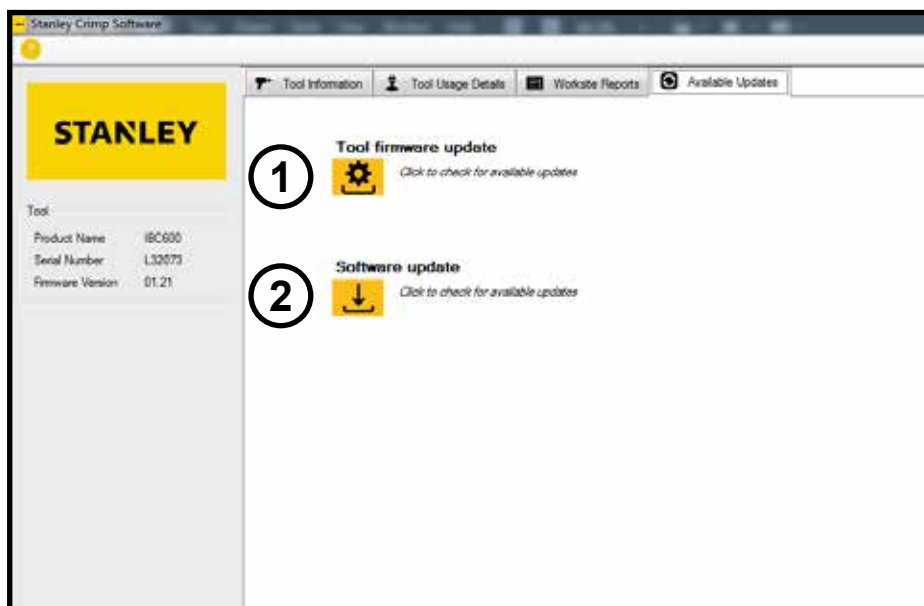 Stanley Crimp Software
Tool Information
Tool Usage Details
Worksite Reports
Available Updates
STANLEY
Tool
Product Name IBC600
Serial Number L32073
Firmware Version 01.21
1
Tool firmware update
Click to check for available updates
2
Software update
Click to check for available updates